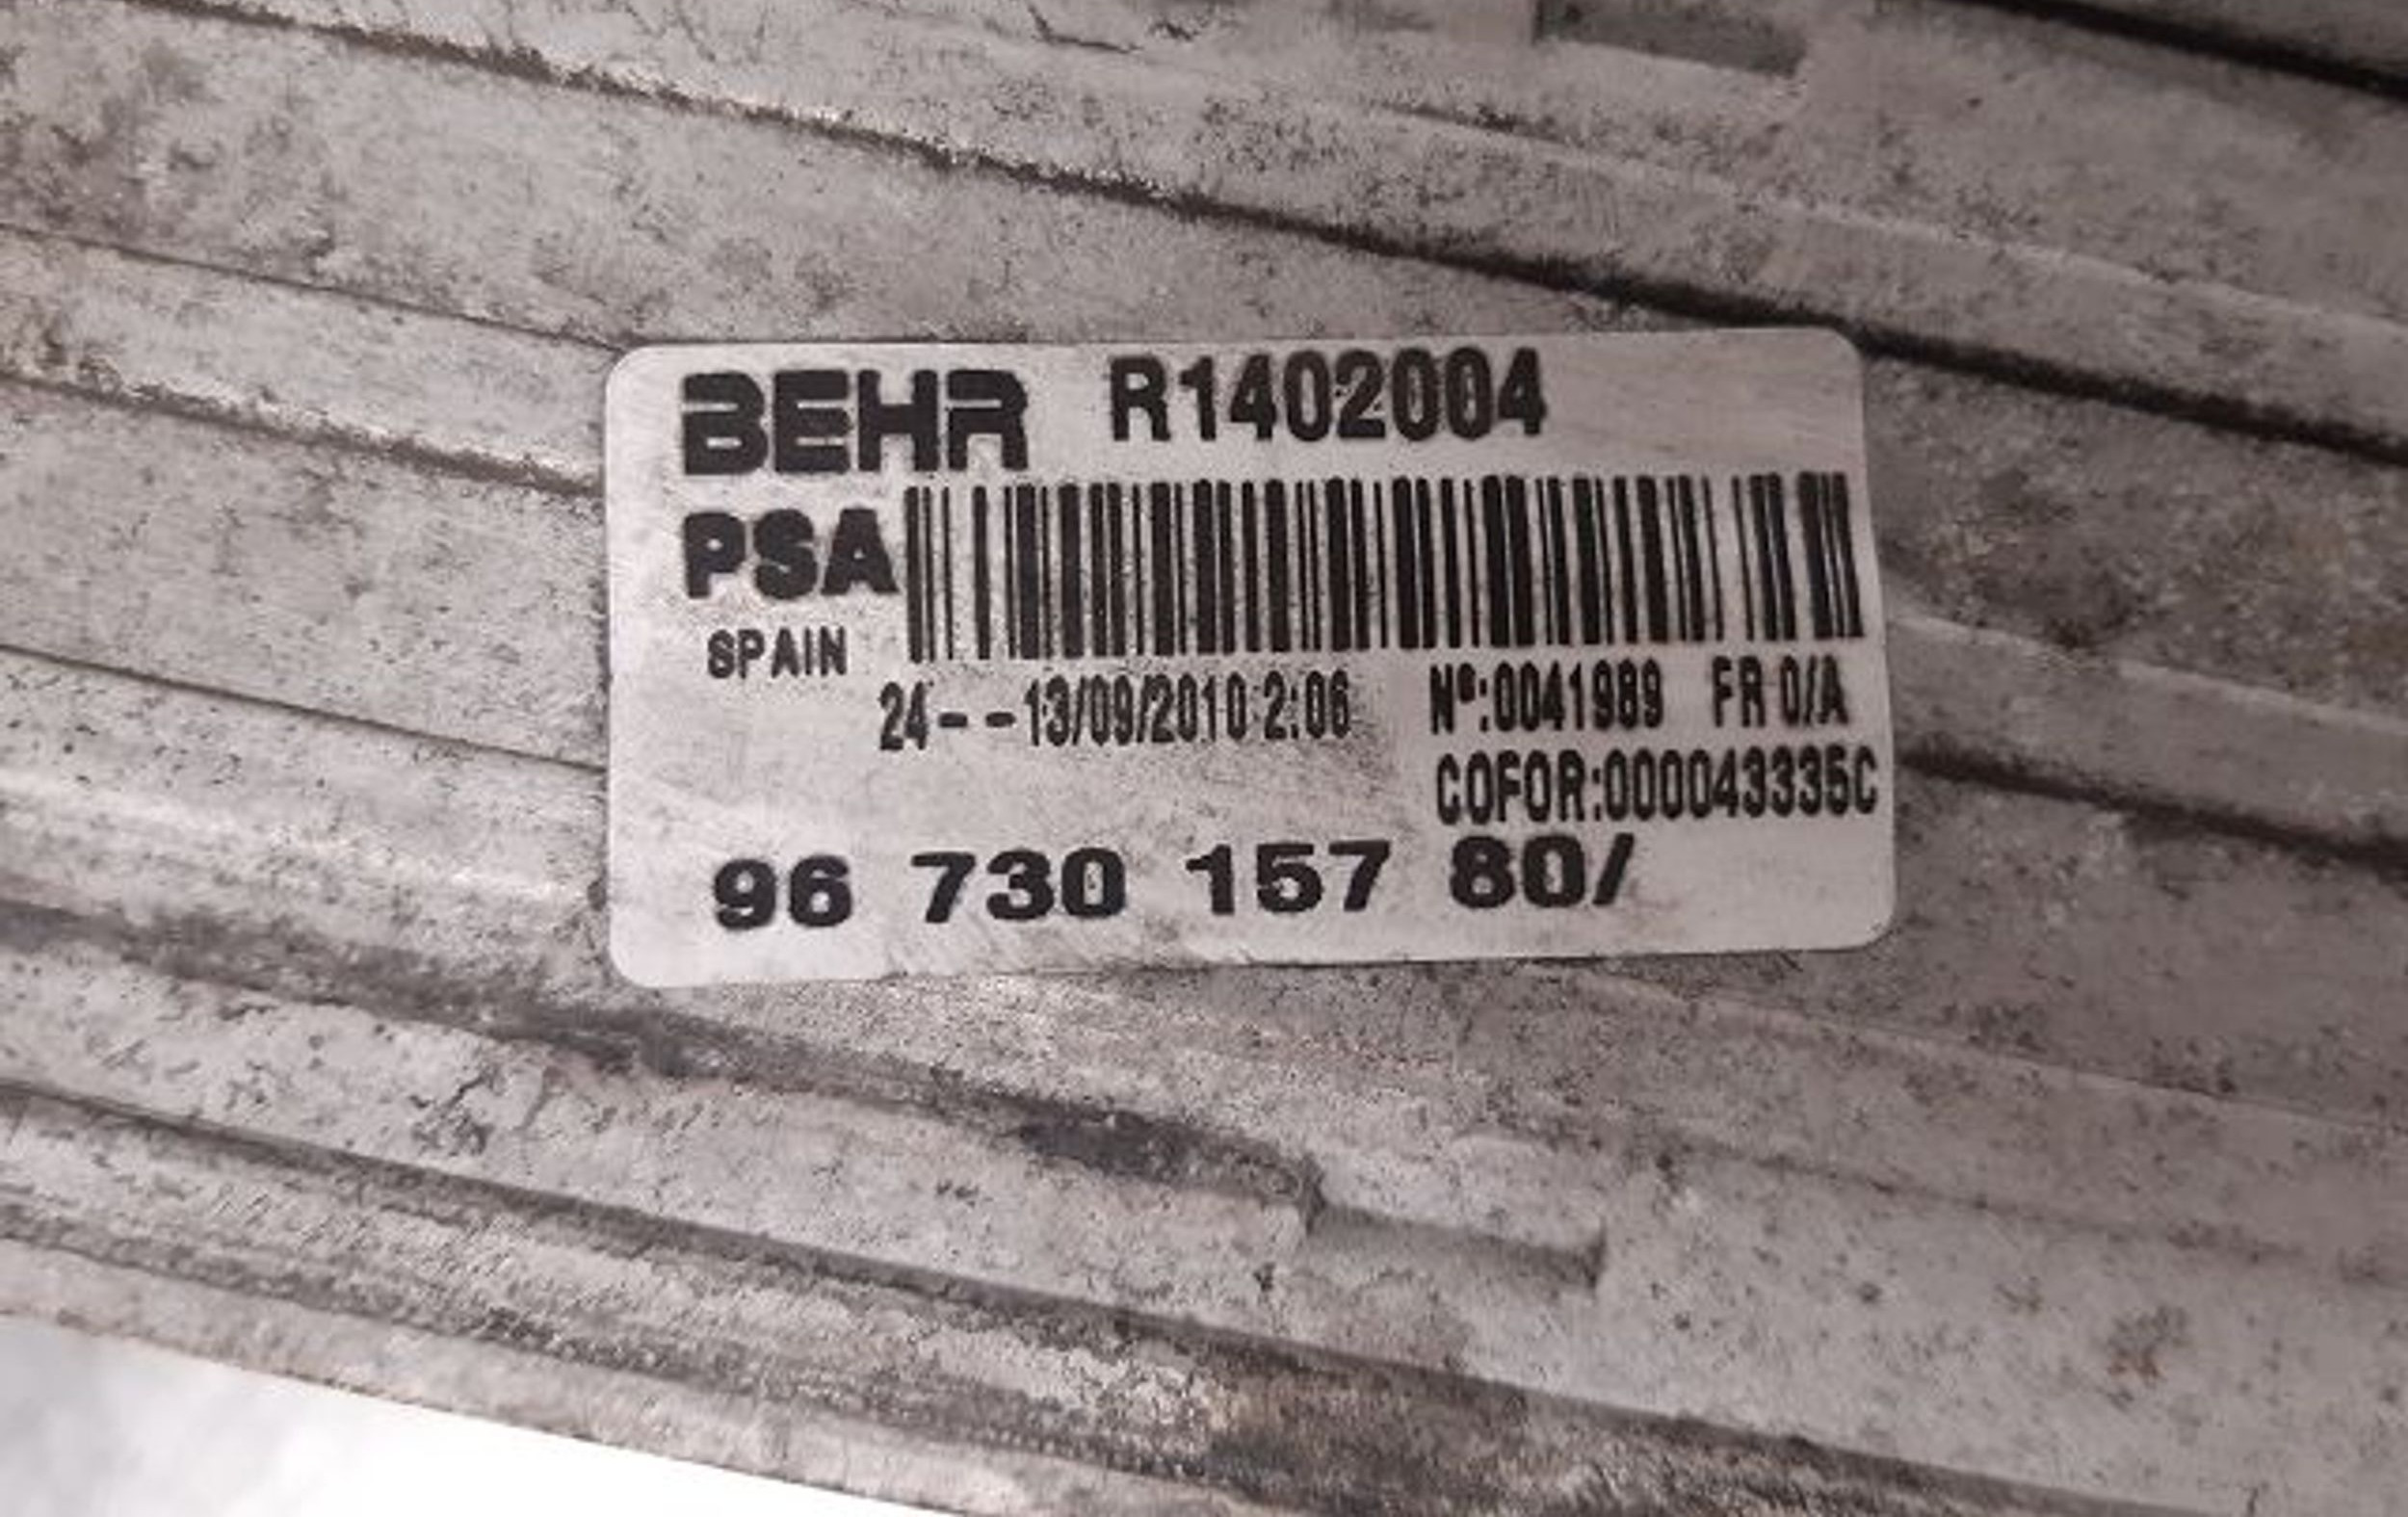 BEHR R1402004
PSA
SPAIN
24- -13/09/2010 2:06 Nº:0041989 FR 0/A
COFOR:000043335C
96 730 157 80/